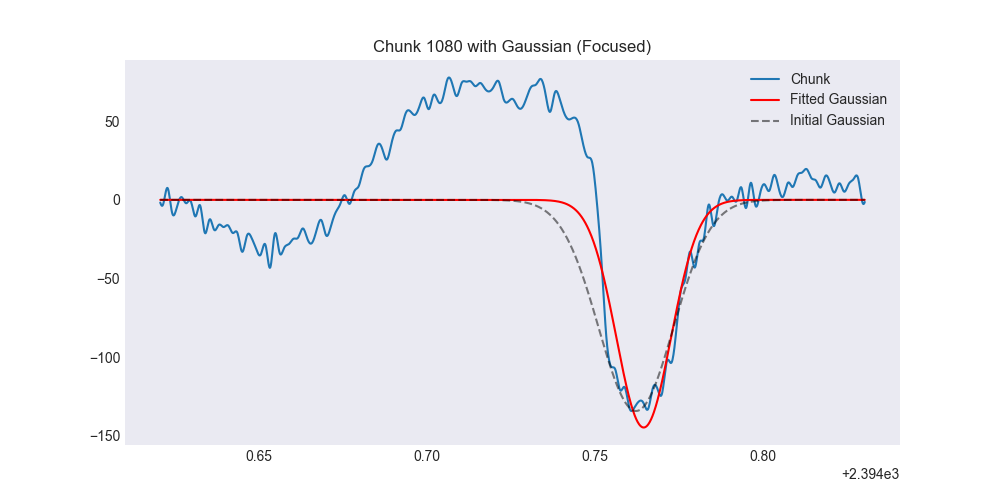 Chunk 1080 with Gaussian (Focused)
Chunk
Fitted Gaussian
Initial Gaussian
50
0
−50
−100
−150
0.65
0.70
0.75
0.80
+2.394e3